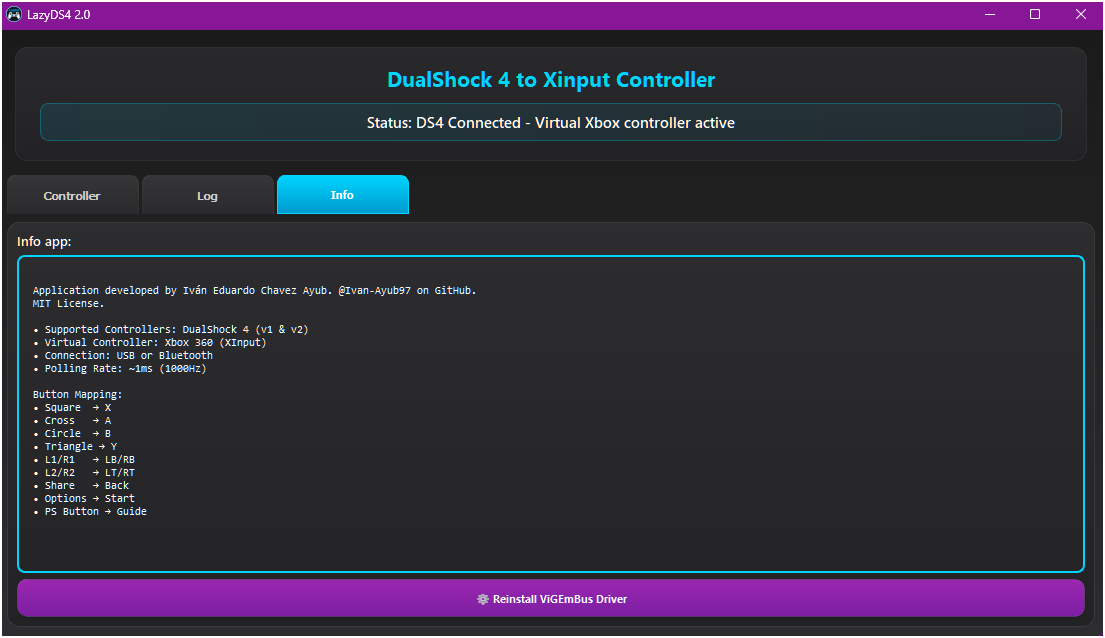 LazyDS4 2.0
DualShock 4 to Xinput Controller
Status: DS4 Connected - Virtual Xbox controller active
Controller
Log
Info
Info app:
Application developed by Iván Eduardo Chavez Ayub. @Ivan-Ayub97 on GitHub.
MIT License.
• Supported Controllers: DualShock 4 (v1 & v2)
• Virtual Controller: Xbox 360 (XInput)
• Connection: USB or Bluetooth
• Polling Rate: ~1ms (1000Hz)
Button Mapping:
• Square → X
• Cross → A
• Circle → B
• Triangle → Y
• L1/R1 → LB/RB
• L2/R2 → LT/RT
• Share → Back
• Options → Start
• PS Button → Guide
Reinstall ViGEmBus Driver